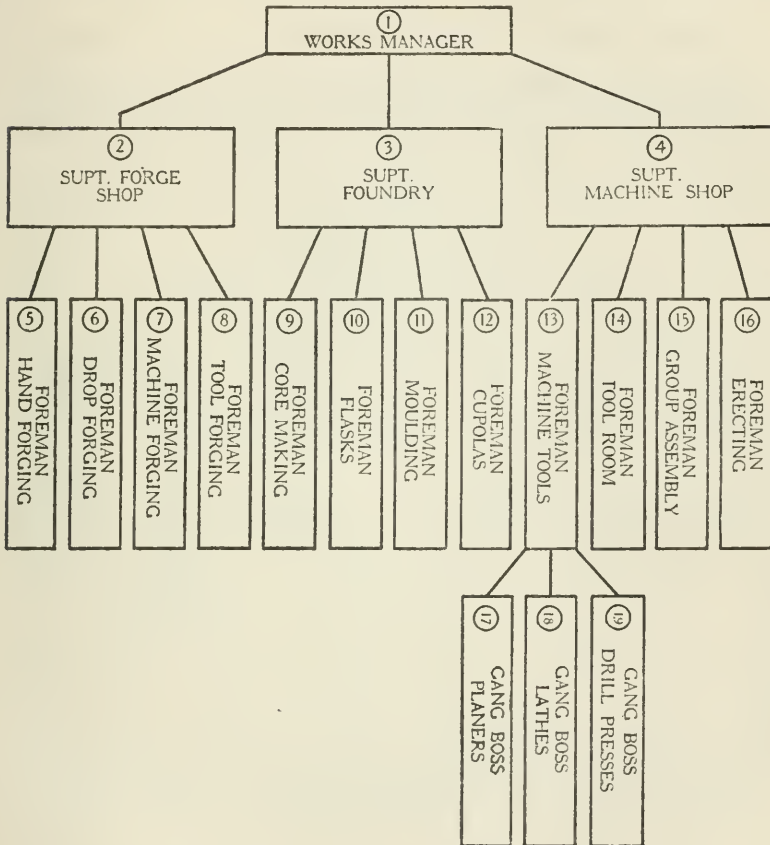 1
WORKS MANAGER
2
SUPT. FORGE
SHOP
3
SUPT.
FOUNDRY
4
SUPT.
MACHINE SHOP
5
FOREMAN
HAND FORGING
6
FOREMAN
DROP FORGING
7
FOREMAN
MACHINE FORGING
8
FOREMAN
TOOL FORGING
9
FOREMAN
CORE MAKING
10
FOREMAN
FLASKS
11
FOREMAN
MOULDING
12
FOREMAN
CUPOLAS
13
FOREMAN
MACHINE TOOLS
14
FOREMAN
TOOL ROOM
15
FOREMAN
GROUP ASSEMBLY
16
FOREMAN
ERECTING
17
GANG BOSS
PLANERS
18
GANG BOSS
LATHES
19
GANG BOSS
DRILL PRESSES